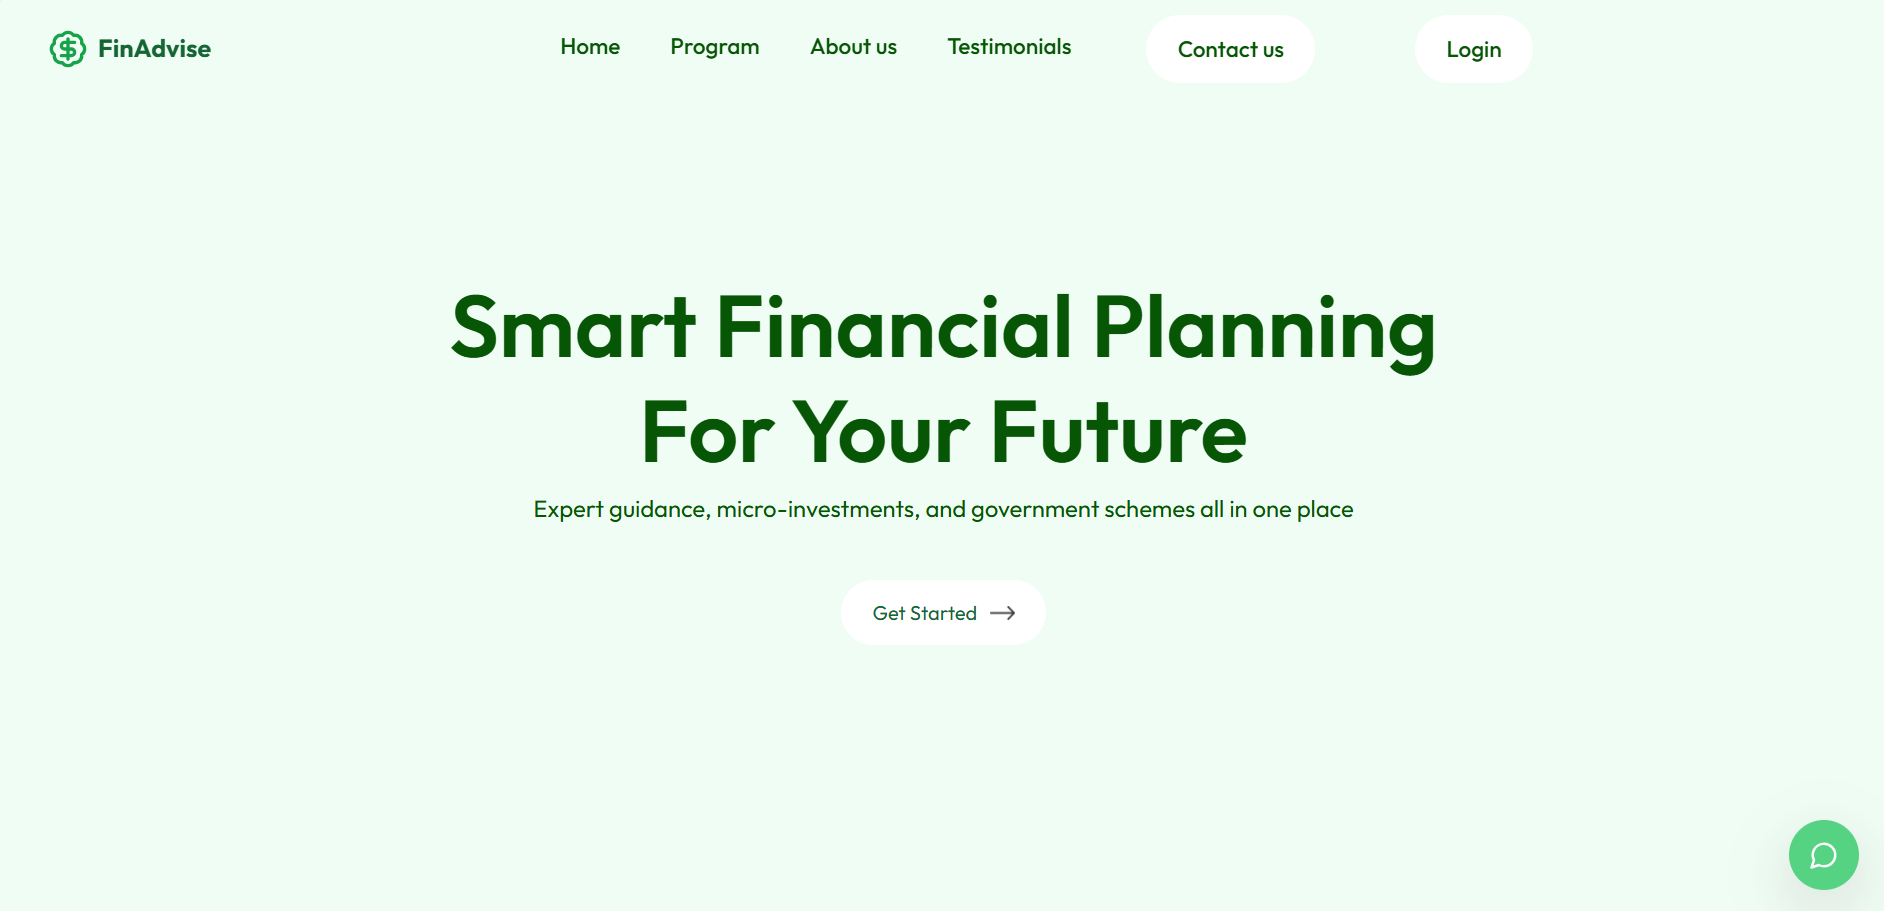 FinAdvise
Home
Program
About us
Testimonials
Contact us
Login
Smart Financial Planning
For Your Future
Expert guidance, micro-investments, and government schemes all in one place
Get Started